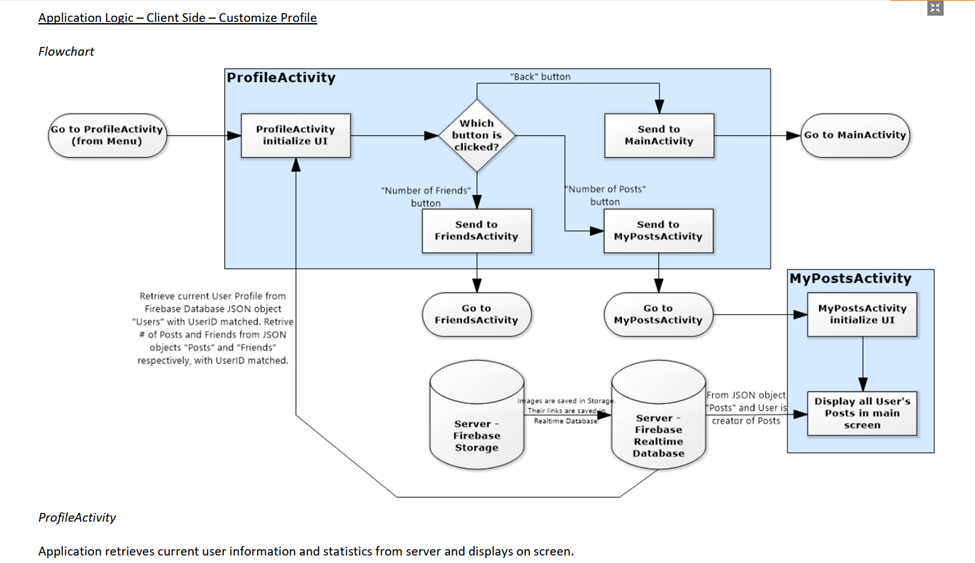 Application Logic – Client Side – Customize Profile
Flowchart
ProfileActivity
"Back" button
Go to ProfileActivity
(from Menu)
ProfileActivity
initialize UI
Which
button is
clicked?
Send to
MainActivity
Go to MainActivity
"Number of Friends"
button
"Number of Posts"
button
Send to
FriendsActivity
Send to
MyPostsActivity
MyPostsActivity
Retrieve current User Profile from
Firebase Database JSON object
"Users" with UserID matched. Retrive
# of Posts and Friends from JSON
objects "Posts" and "Friends"
respectively, with UserID matched.
Go to
FriendsActivity
Go to
MyPostsActivity
MyPostsActivity
initialize UI
Server -
Firebase
Storage
Images are saved in Storage.
Their links are saved in
Realtime Database.
Server -
Firebase
Realtime
Database
From JSON object
"Posts" and User is
creator of Posts
Display all User's
Posts in main
screen
ProfileActivity
Application retrieves current user information and statistics from server and displays on screen.